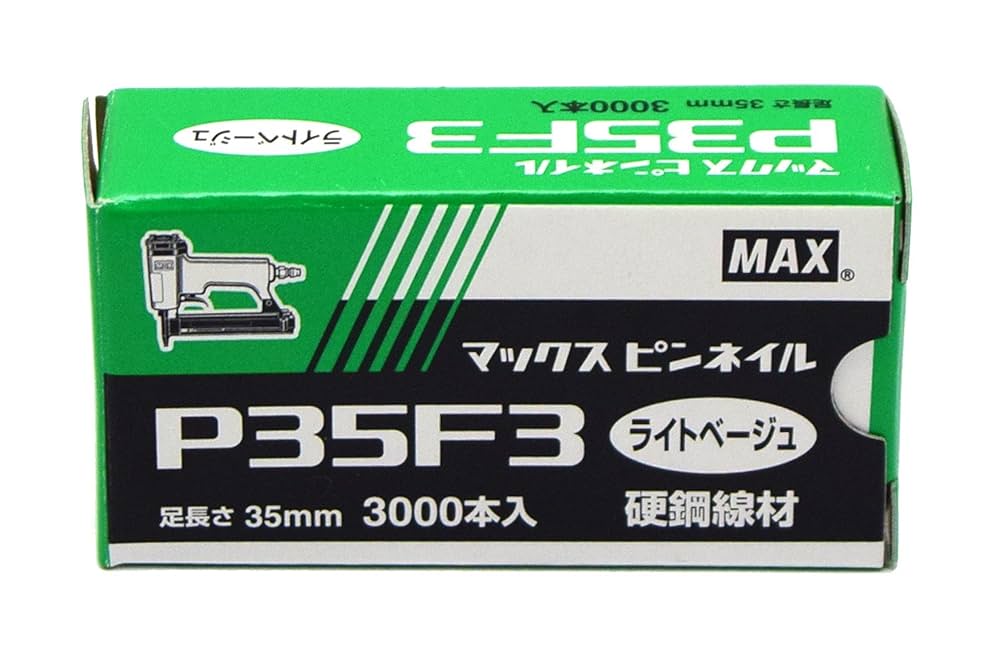 足長さ 35mm 3000本入
P35F3
ライトベージュ
マックス ピンネイル
MAX®
マックス ピンネイル
P35F3
ライトベージュ
足長さ 35mm 3000本入
硬鋼線材